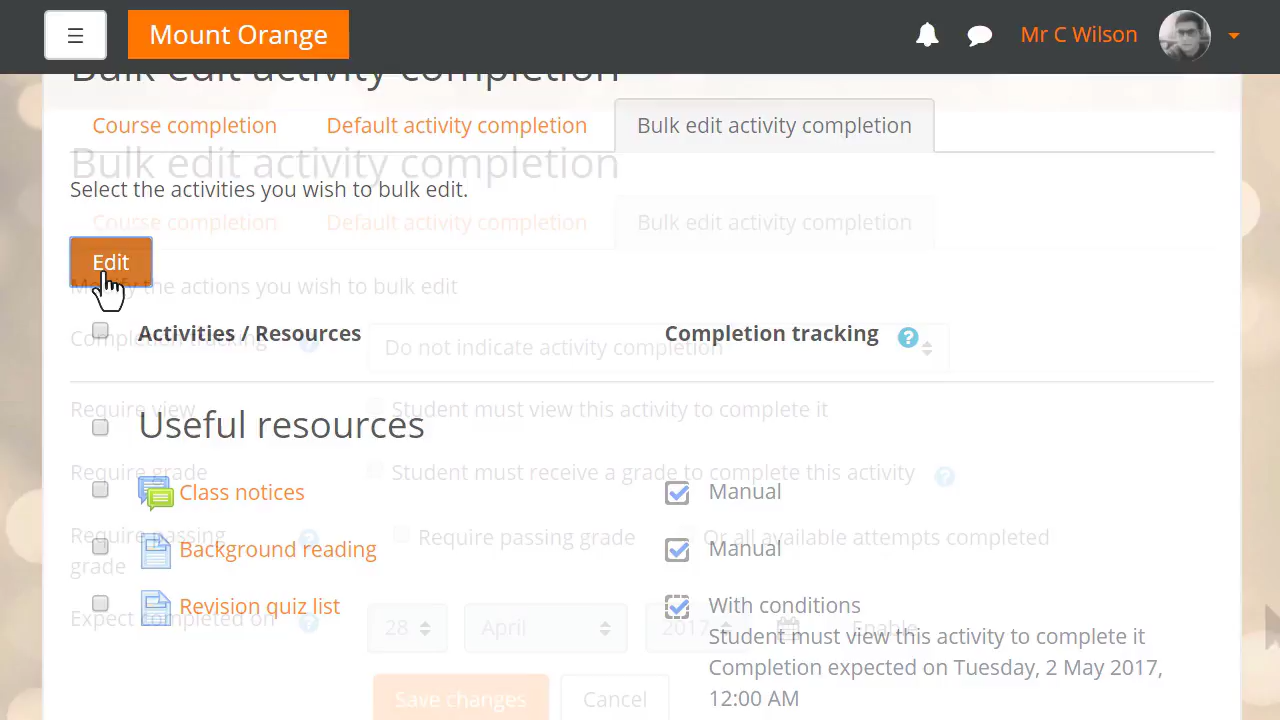 Mount Orange
Mr C Wilson
Bulk edit activity completion
Course completion
Default activity completion
Bulk edit activity completion
Bulk edit activity completion
Select the activities you wish to bulk edit.
Course completion
Default activity completion
Bulk edit activity completion
Edit
Modify the actions you wish to bulk edit
Activities / Resources
Completion tracking
Completion tracking
Do not indicate activity completion
Require view
Student must view this activity to complete it
Useful resources
Require grade
Student must receive a grade to complete this activity
Class notices
Manual
Require passing
grade
Require passing grade
Or all available attempts completed
Background reading
Manual
Revision quiz list
With conditions
Expect completed on
28
April
2017
Enable
Student must view this activity to complete it
Completion expected on Tuesday, 2 May 2017,
12:00 AM
Save changes
Cancel